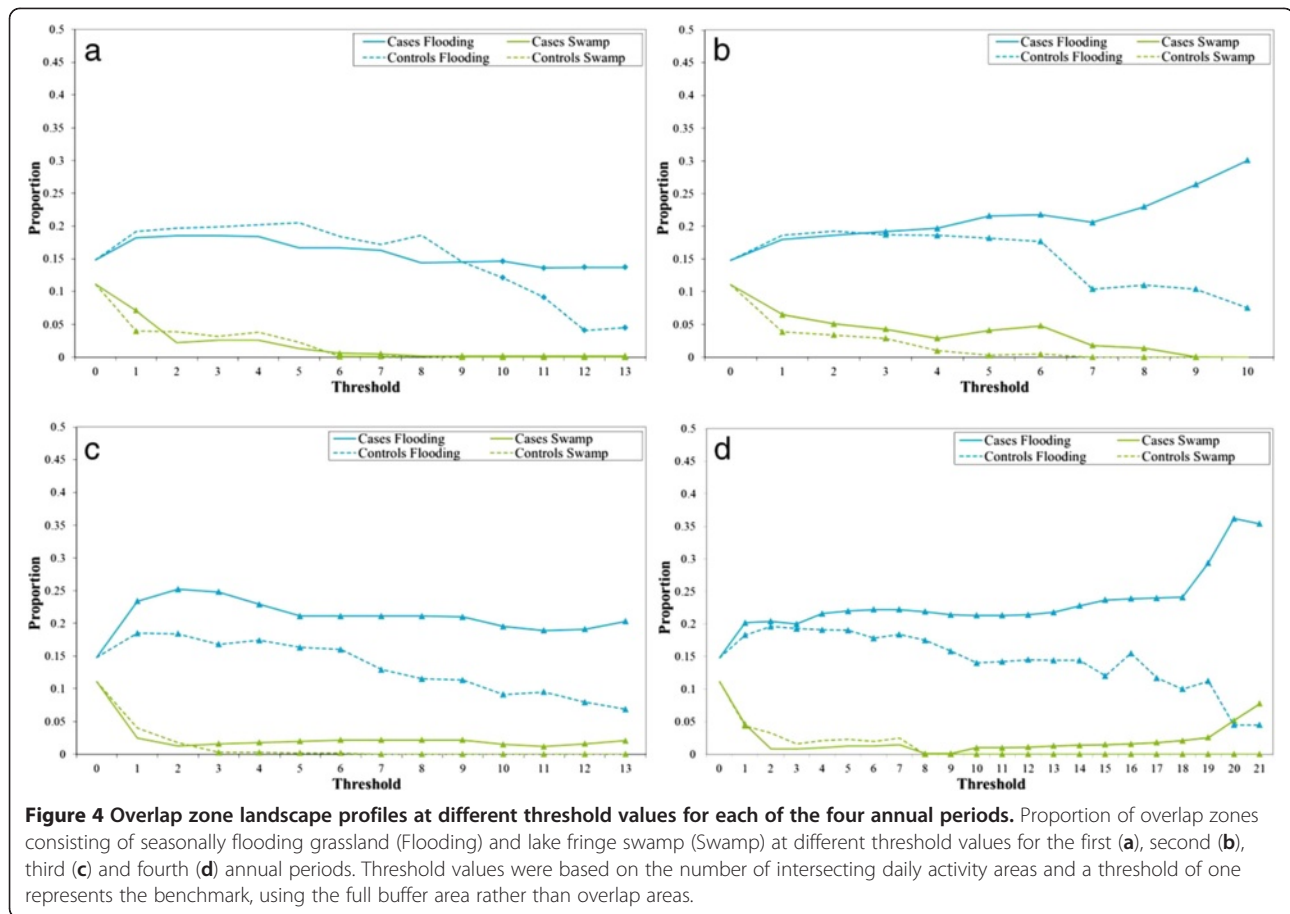 a
Cases Flooding Cases Swamp
Controls Flooding Controls Swamp
0.5
0.45
0.4
0.35
0.3
0.25
0.2
0.15
0.1
0.05
0
Proportion
0 1 2 3 4 5 6 7 8 9 10 11 12 13
Threshold
b
Cases Flooding Cases Swamp
Controls Flooding Controls Swamp
0.5
0.45
0.4
0.35
0.3
0.25
0.2
0.15
0.1
0.05
0
Proportion
0 1 2 3 4 5 6 7 8 9 10
Threshold
c
Cases Flooding Cases Swamp
Controls Flooding Controls Swamp
0.5
0.45
0.4
0.35
0.3
0.25
0.2
0.15
0.1
0.05
0
Proportion
0 1 2 3 4 5 6 7 8 9 10 11 12 13
Threshold
d
Cases Flooding Cases Swamp
Controls Flooding Controls Swamp
0.5
0.45
0.4
0.35
0.3
0.25
0.2
0.15
0.1
0.05
0
Proportion
0 1 2 3 4 5 6 7 8 9 10 11 12 13 14 15 16 17 18 19 20 21
Threshold
Figure 4 Overlap zone landscape profiles at different threshold values for each of the four annual periods. Proportion of overlap zones
consisting of seasonally flooding grassland (Flooding) and lake fringe swamp (Swamp) at different threshold values for the first (a), second (b),
third (c) and fourth (d) annual periods. Threshold values were based on the number of intersecting daily activity areas and a threshold of one
represents the benchmark, using the full buffer area rather than overlap areas.